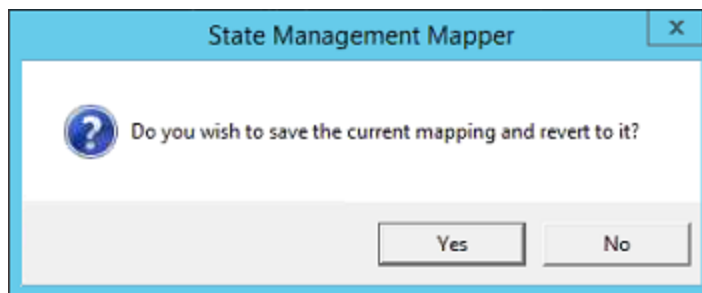 State Management Mapper
x
Do you wish to save the current mapping and revert to it?
Yes
No